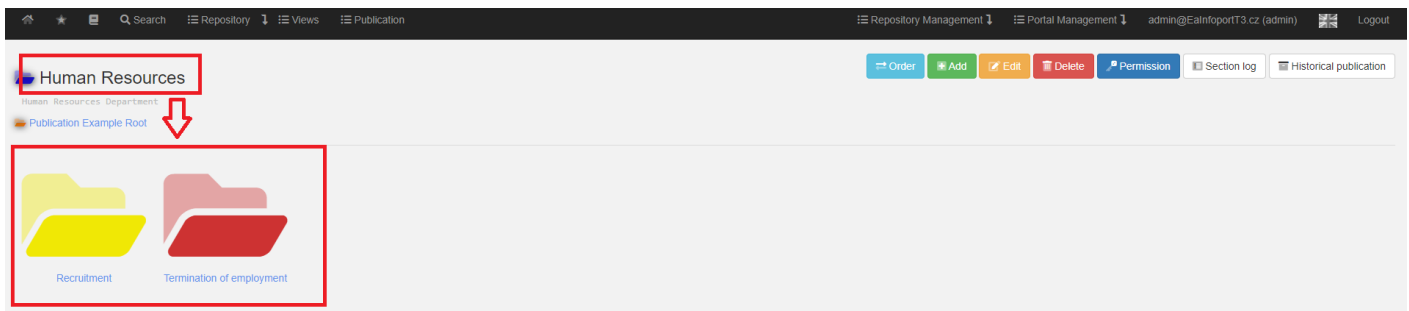 Search Repository Views Publication Repository Management Portal Management admin@EaInfoportT3.cz (admin) Logout
Human Resources Order Add Edit Delete Permission Section log Historical publication
Human Resources Department
Publication Example Root
Recruitment Termination of employment